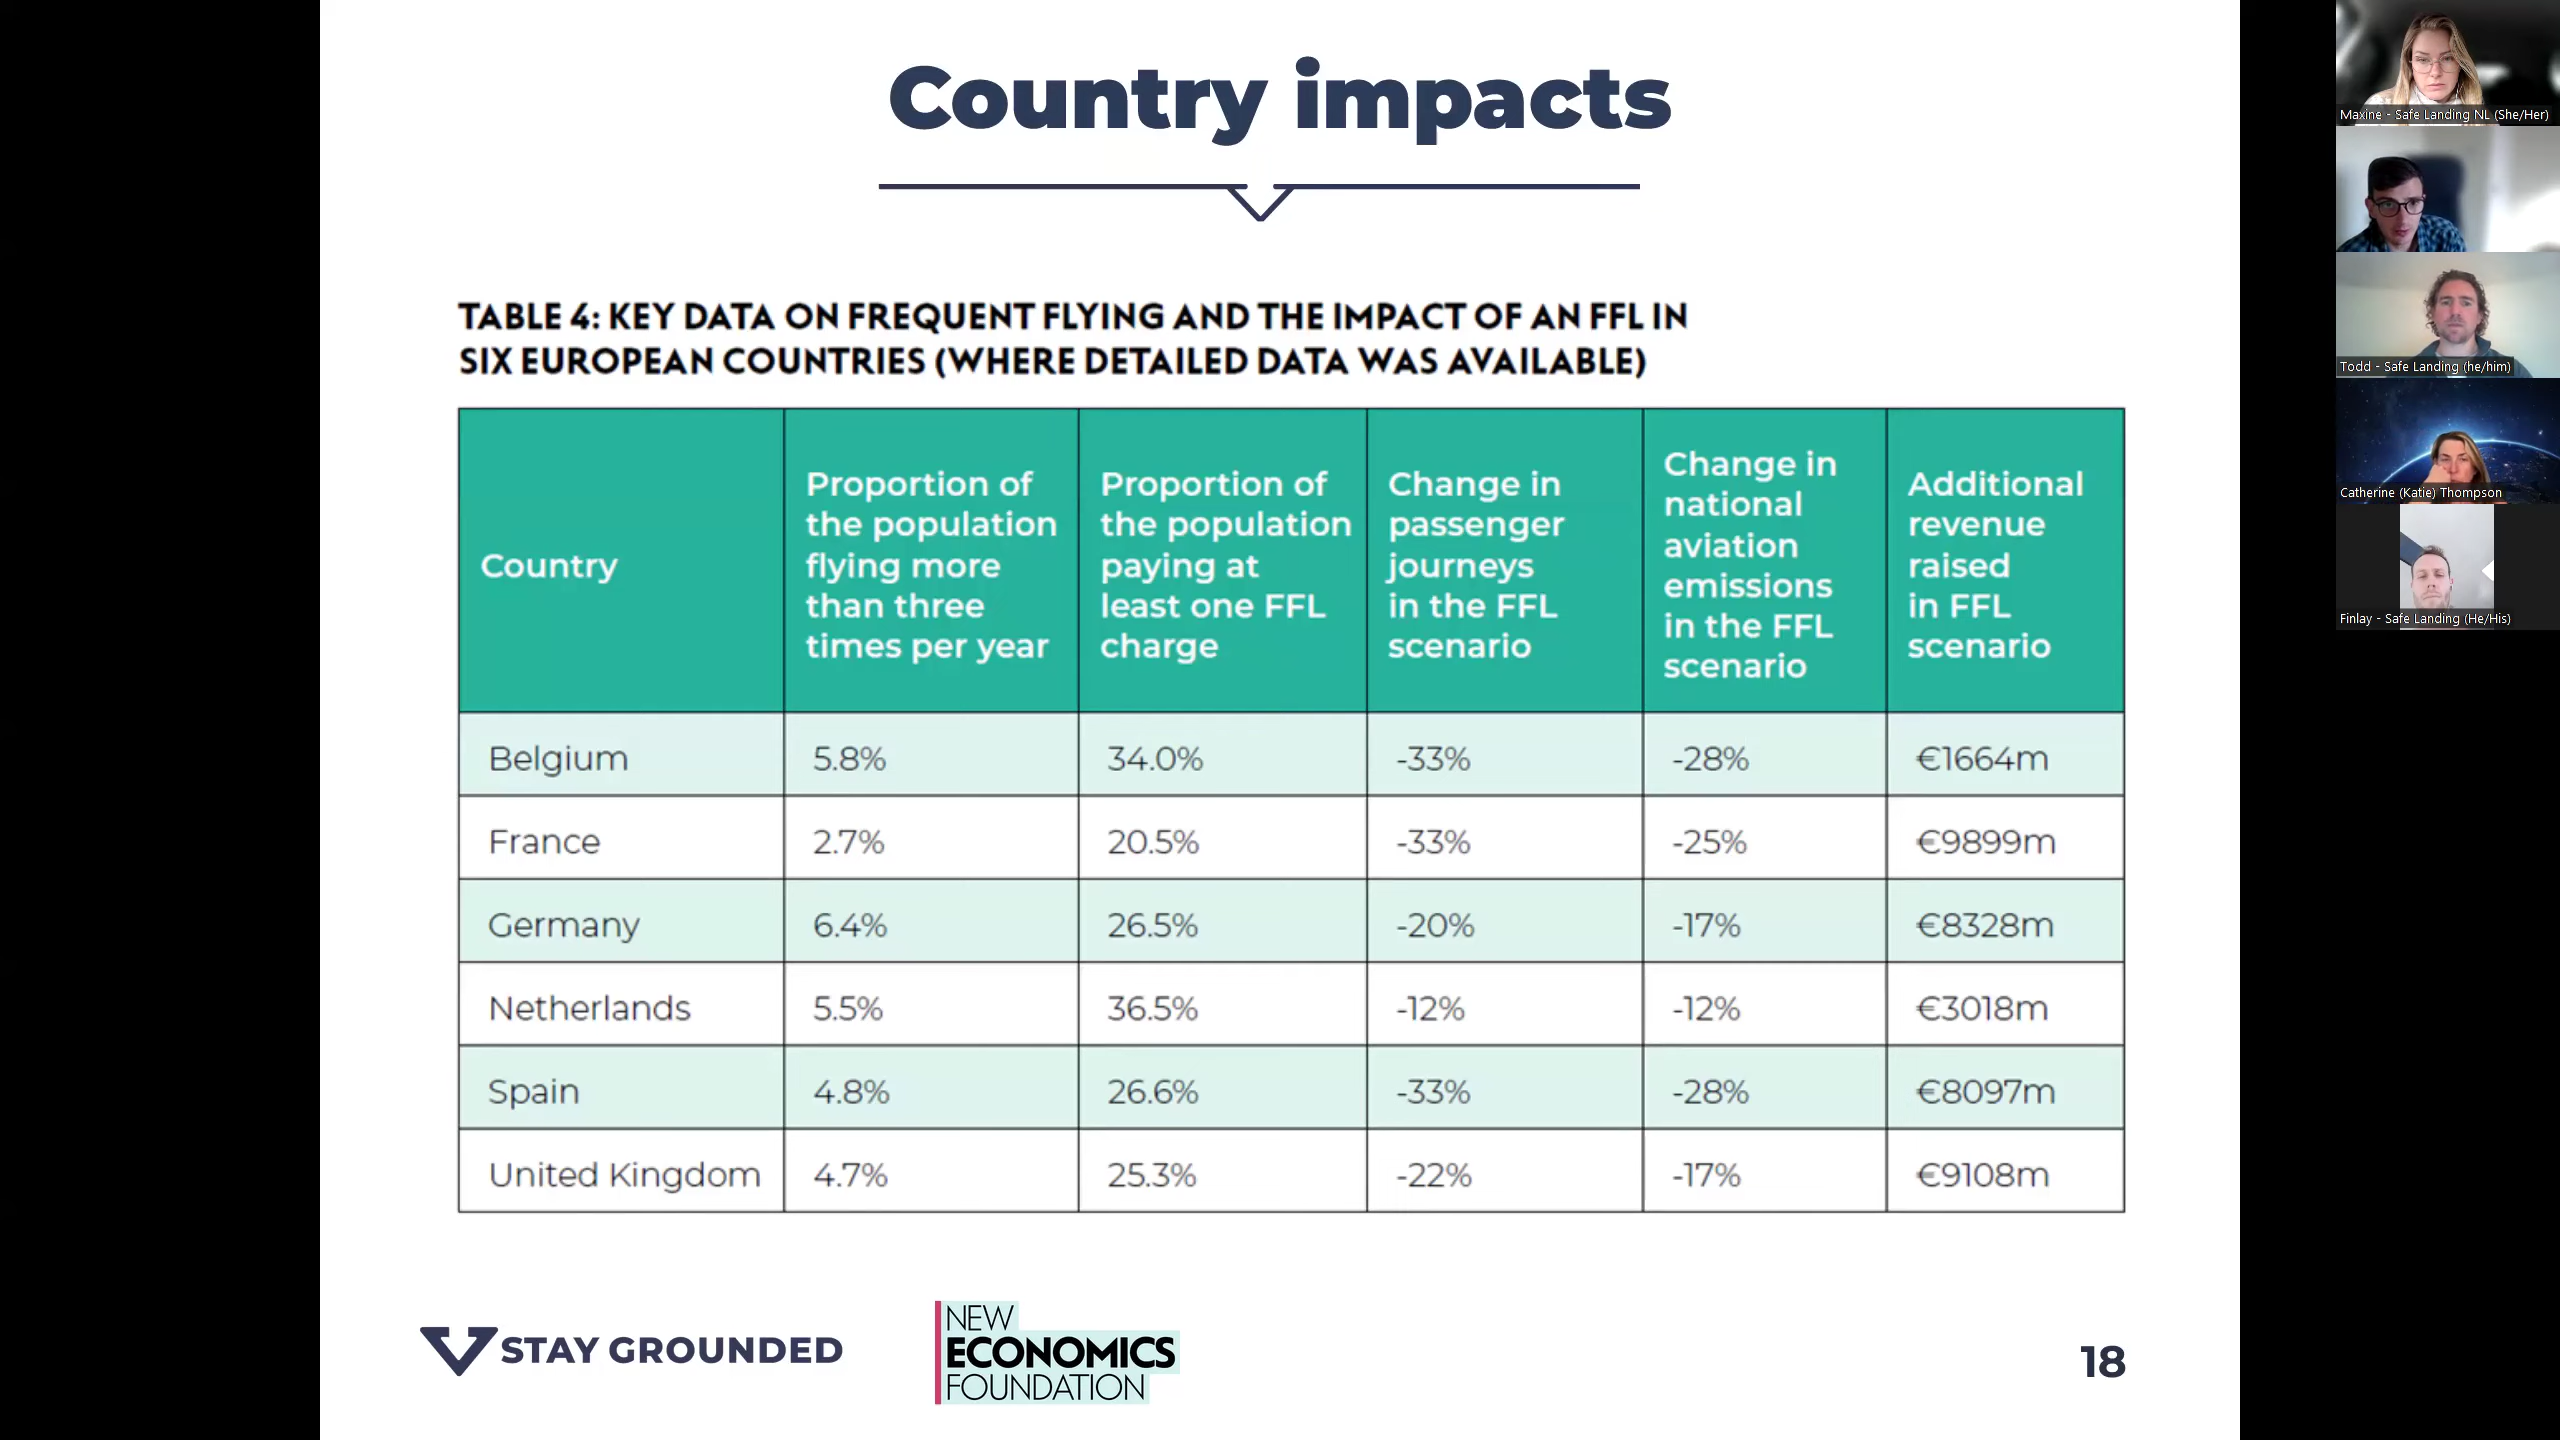 Country impacts
TABLE 4: KEY DATA ON FREQUENT FLYING AND THE IMPACT OF AN FFL IN
SIX EUROPEAN COUNTRIES (WHERE DETAILED DATA WAS AVAILABLE)
Country
Proportion of
the population
flying more
than three
times per year
Proportion of
the population
paying at
least one FFL
charge
Change in
passenger
journeys
in the FFL
scenario
Change in
national
aviation
emissions
in the FFL
scenario
Additional
revenue
raised
in FFL
scenario
Belgium 5.8% 34.0% -33% -28% €1664m
France 2.7% 20.5% -33% -25% €9899m
Germany 6.4% 26.5% -20% -17% €8328m
Netherlands 5.5% 36.5% -12% -12% €3018m
Spain 4.8% 26.6% -33% -28% €8097m
United Kingdom 4.7% 25.3% -22% -17% €9108m
STAY GROUNDED
NEW
ECONOMICS
FOUNDATION
18
Maxine - Safe Landing NL (She/Her)
Todd - Safe Landing (he/him)
Catherine (Katie) Thompson
Finlay - Safe Landing (He/His)